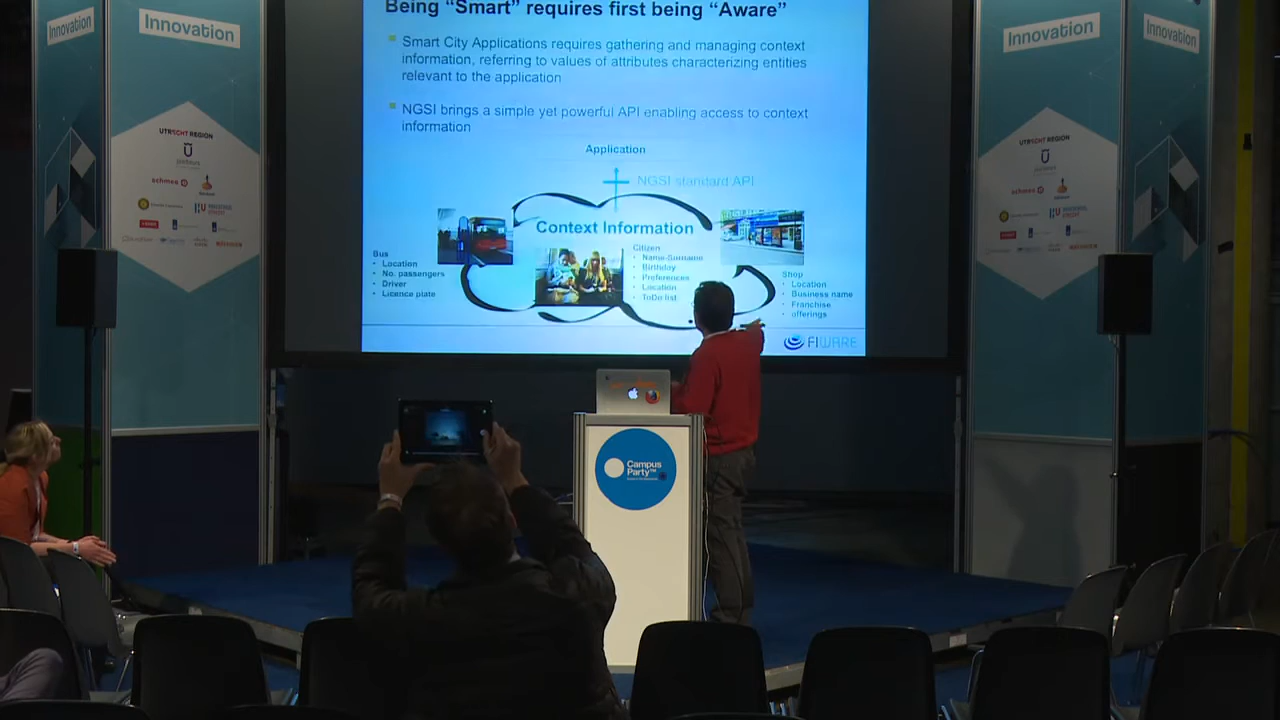 Being “Smart” requires first being “Aware”
Smart City Applications requires gathering and managing context
information, referring to values of attributes characterizing entities
relevant to the application
NGSI brings a simple yet powerful API enabling access to context
information
Application
NGSI standard API
Context Information
Bus
• Location
• No. passengers
• Driver
• Licence plate
Citizen
• Name-Surname
• Birthday
• Preferences
• Location
• ToDo list
Shop
• Location
• Business name
• Franchise
• offerings
FIWARE
Innovation
Innovation
Innovation
Innovation
UTRECHT REGION
achmea
UTRECHT REGION
achmea
Campus
Party™